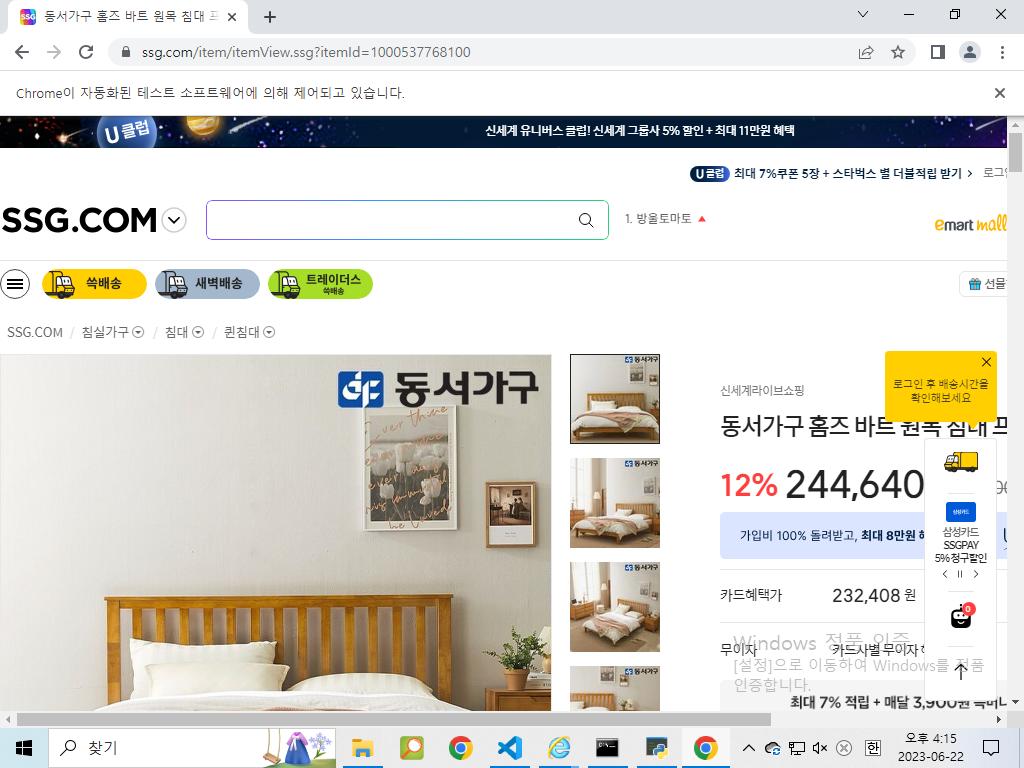 동서가구 홈즈 바트 원목 침대 프
ssg.com/item/itemView.ssg?itemId=1000537768100
Chrome이 자동화된 테스트 소프트웨어에 의해 제어되고 있습니다.
U 클럽
신세계 유니버스 클럽! 신세계 그룹사 5% 할인 + 최대 11만원 혜택
U 클럽 최대 7%쿠폰 5장 + 스타벅스 별 더블적립 받기
로그인
SSG.COM
1. 방울토마토
emart mall
쓱배송
새벽배송
트레이더스
쓱배송
선물
SSG.COM / 침실가구 / 침대 / 퀸침대
동서가구
신세계라이브쇼핑
로그인 후 배송시간을
확인해보세요
동서가구 홈즈 바트 원목 침대 프
12% 244,640
가입비 100% 돌려받고, 최대 8만원
삼성카드
삼성카드
SSGPAY
5% 청구할인
카드혜택가 232,408 원
0
무이자 카드사별 무이자
Windows 정품 인증
[설정]으로 이동하여 Windows를 정품
인증합니다.
최대 7% 적립 + 매달 3,900원
찾기
오후 4:15
2023-06-22
한